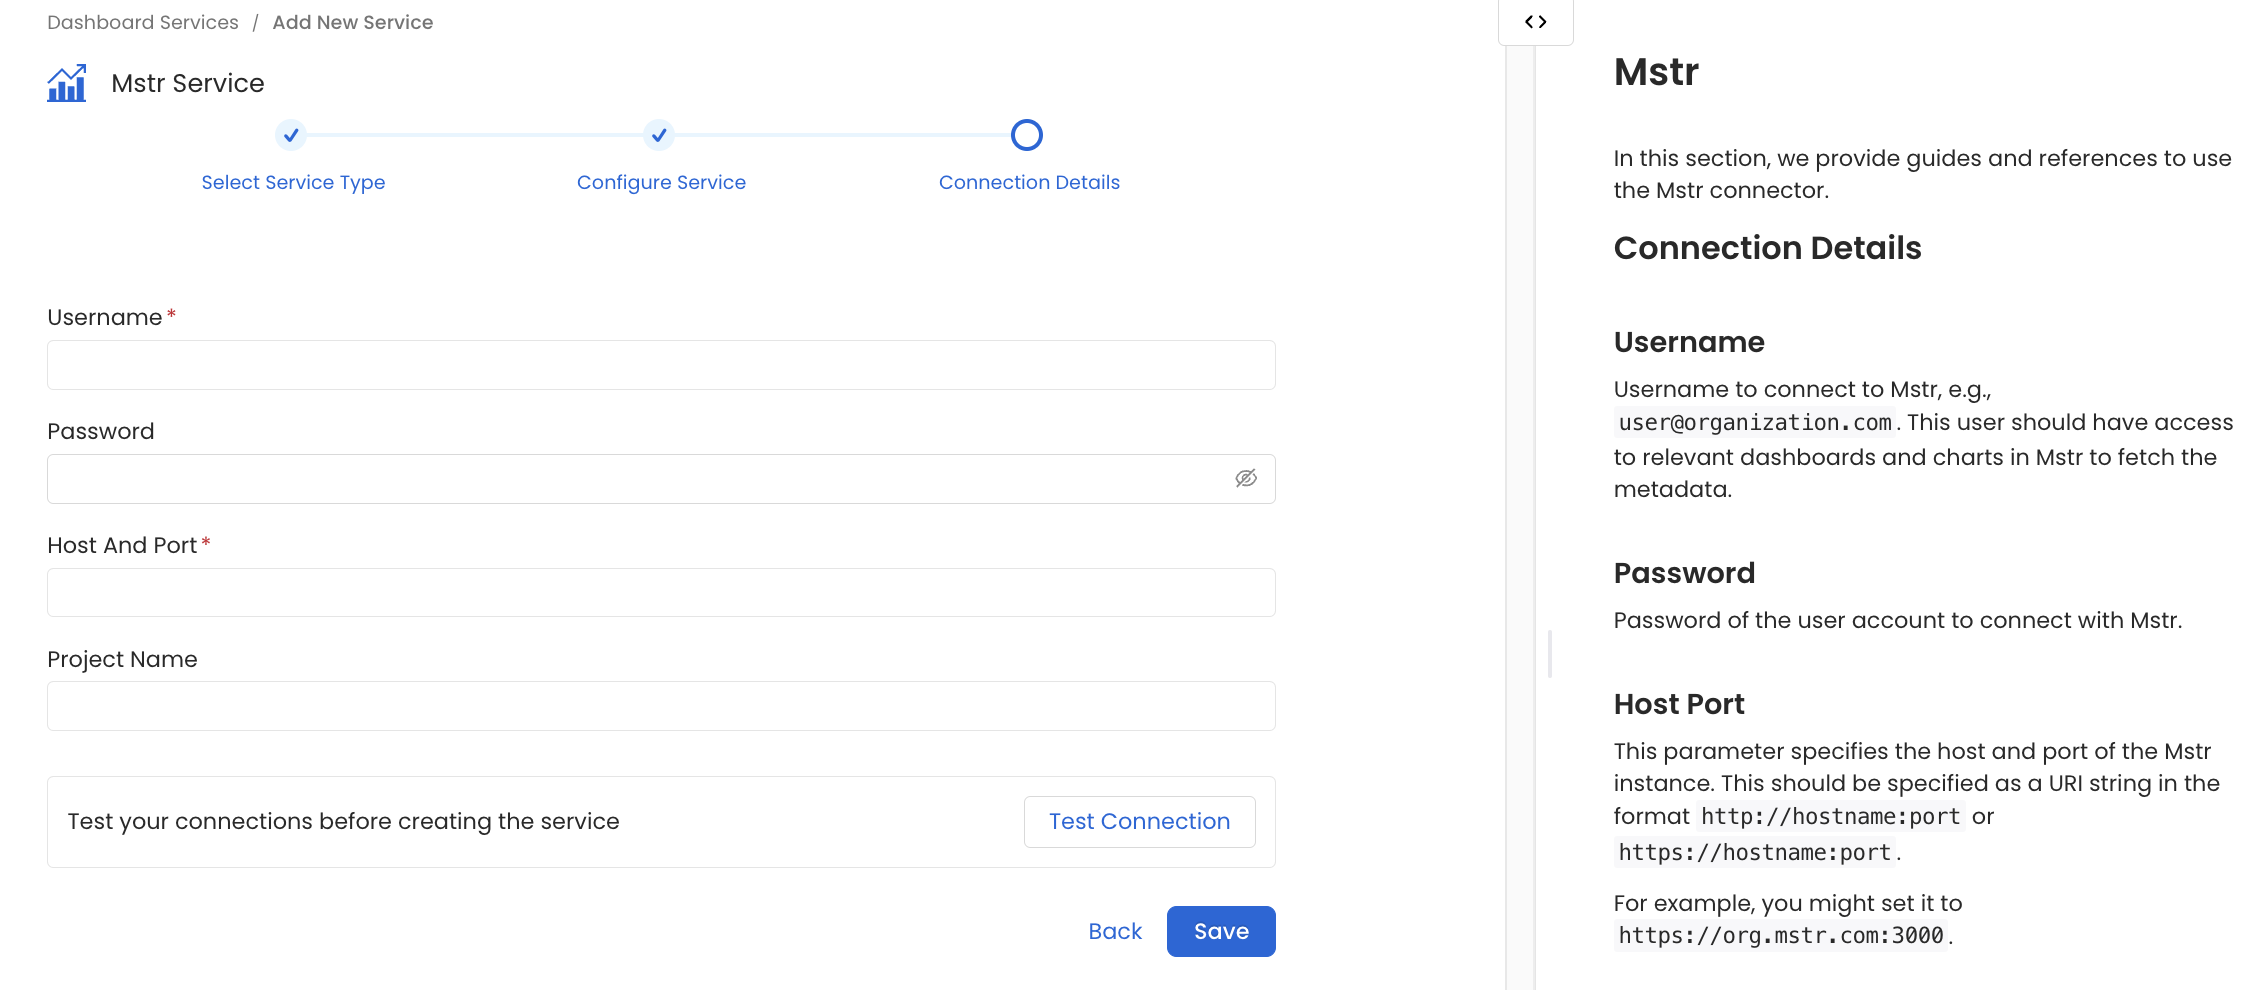 Dashboard Services / Add New Service
Mstr Service
Select Service Type
Configure Service
Connection Details
Username *
Password
Host And Port *
Project Name
Test your connections before creating the service
Test Connection
Back
Save
Mstr
In this section, we provide guides and references to use
the Mstr connector.
Connection Details
Username
Username to connect to Mstr, e.g.,
user@organization.com. This user should have access
to relevant dashboards and charts in Mstr to fetch the
metadata.
Password
Password of the user account to connect with Mstr.
Host Port
This parameter specifies the host and port of the Mstr
instance. This should be specified as a URI string in the
format http://hostname:port or
https://hostname:port.
For example, you might set it to
https://org.mstr.com:3000.